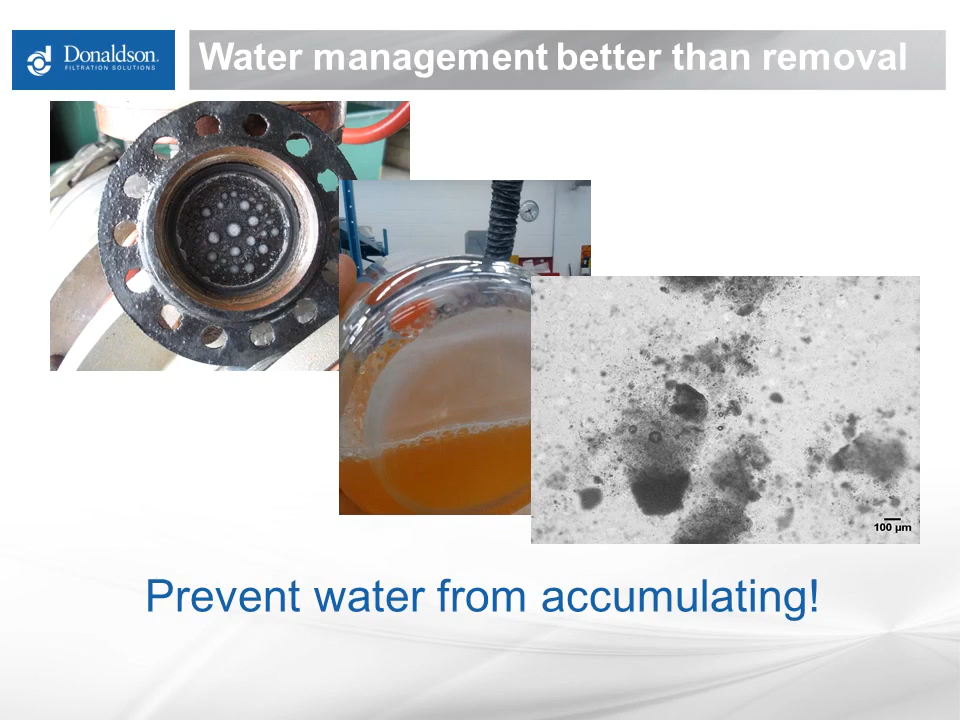 Donaldson.
FILTRATION SOLUTIONS
Water management better than removal
100 µm
Prevent water from accumulating!